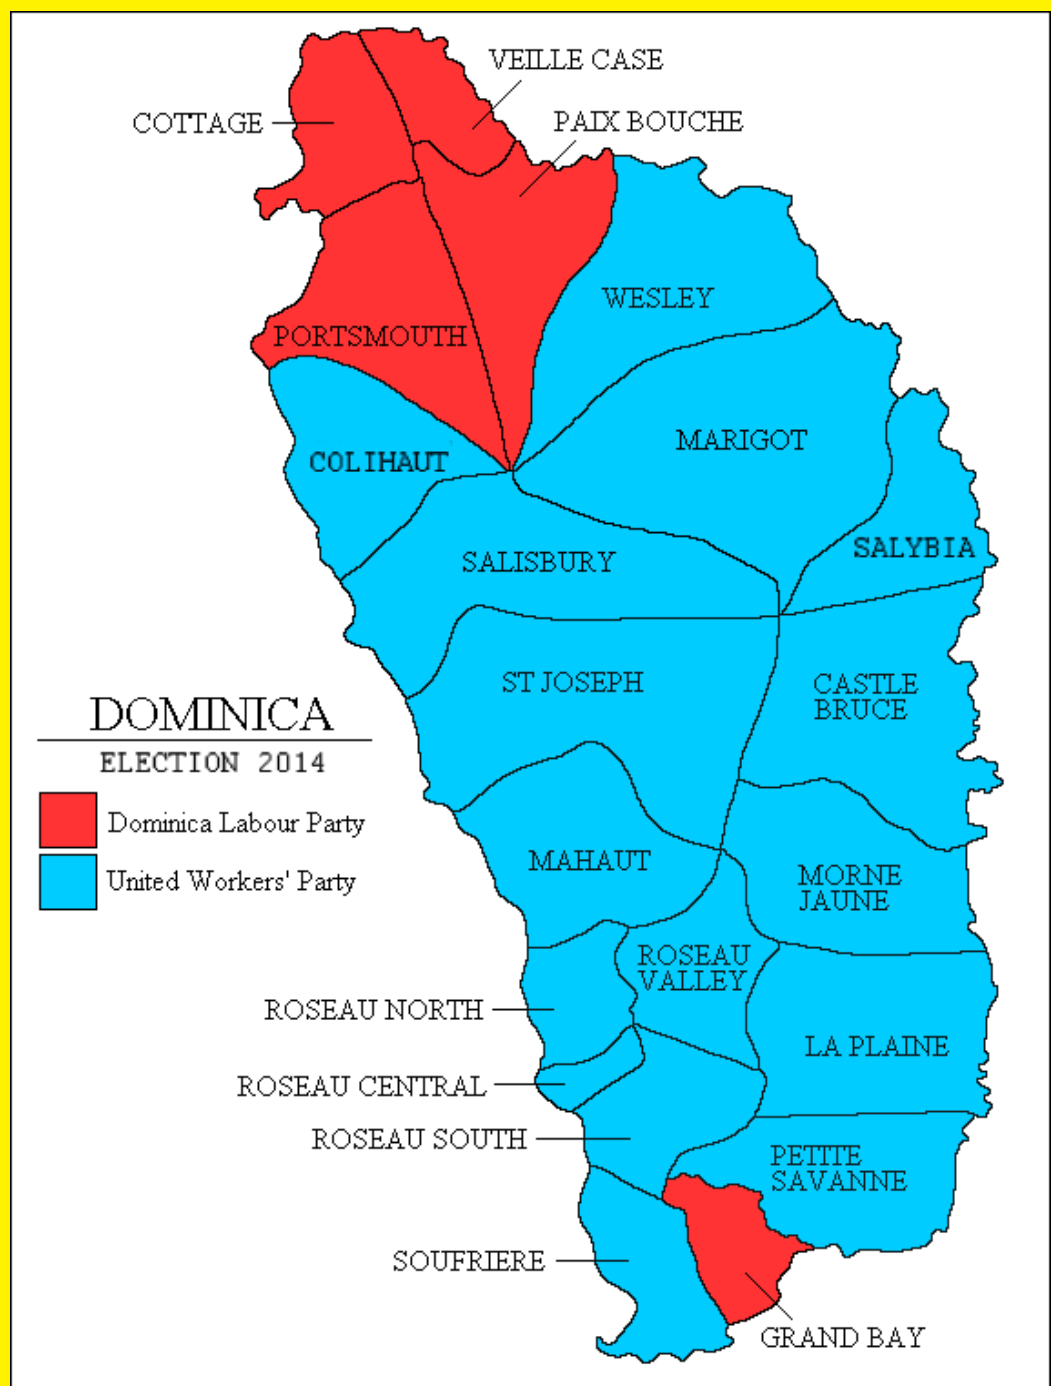 VEILLE CASE
COTTAGE
PAIX BOUCHE
WESLEY
PORTSMOUTH
MARIGOT
COLIHAUT
SALYBIA
SALISBURY
ST JOSEPH
CASTLE
BRUCE
DOMINICA
ELECTION 2014
Dominica Labour Party
United Workers' Party
MAHAUT
MORNE
JAUNE
ROSEAU
VALLEY
ROSEAU NORTH
LA PLAINE
ROSEAU CENTRAL
ROSEAU SOUTH
PETITE
SAVANNE
SOUFRIERE
GRAND BAY